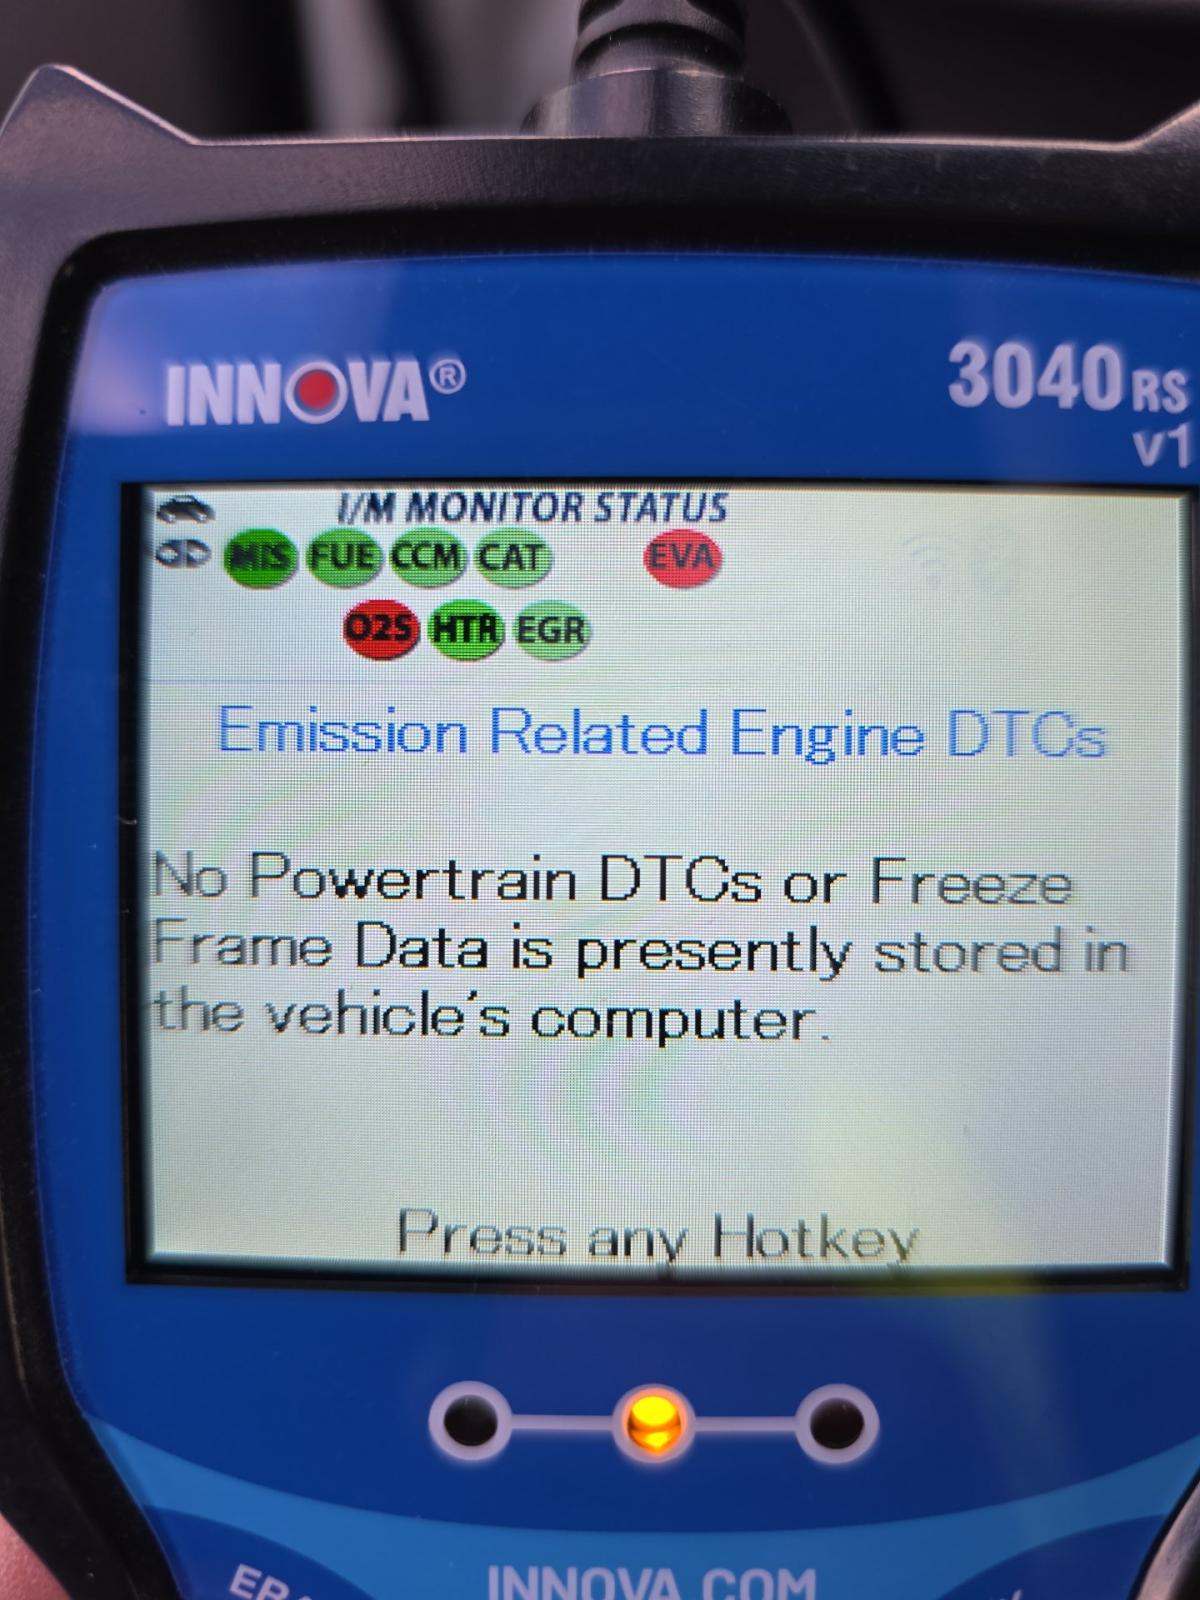 INNOVA®
3040RS
v1
I/M MONITOR STATUS
MIS FUE CCM CAT EVA
O2S HTR EGR
Emission Related Engine DTCs
No Powertrain DTCs or Freeze
Frame Data is presently stored in
the vehicle's computer.
Press any Hotkey
INNOVA.COM